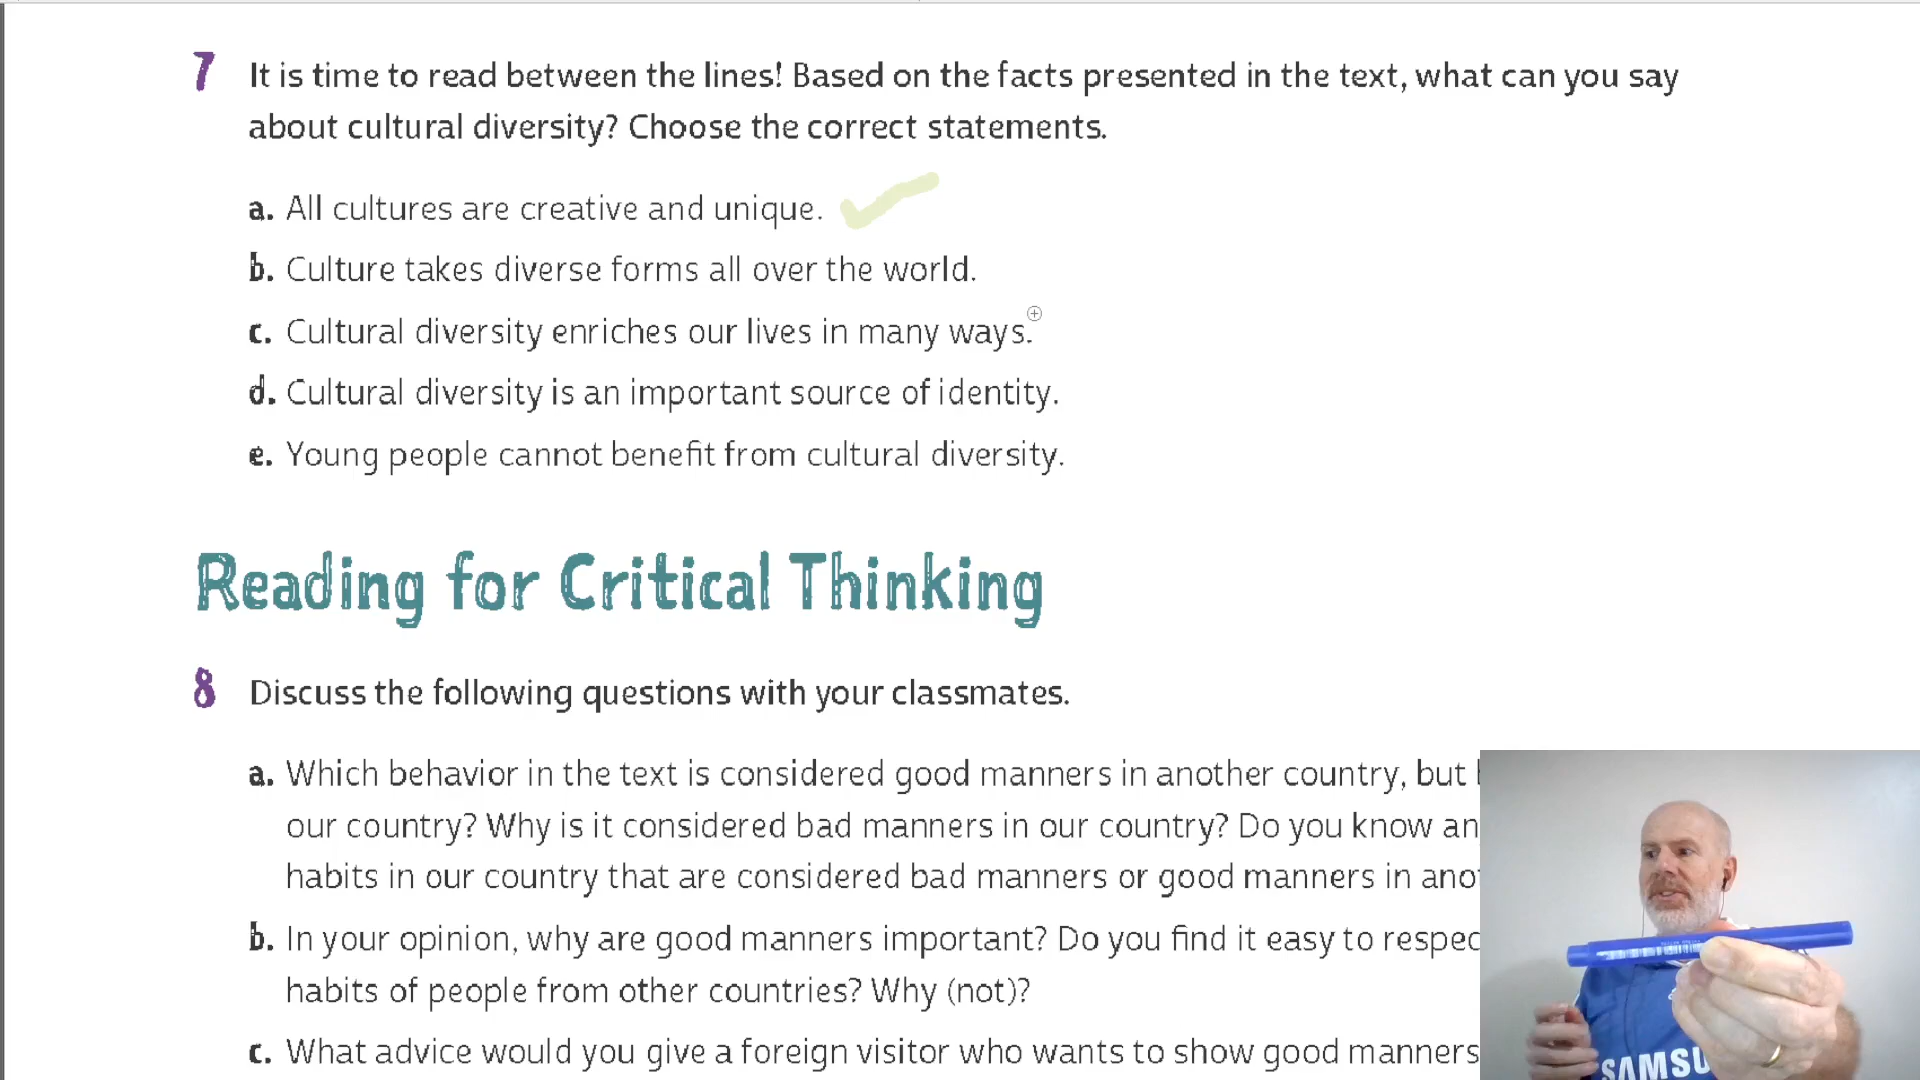 7 It is time to read between the lines! Based on the facts presented in the text, what can you say
about cultural diversity? Choose the correct statements.
a. All cultures are creative and unique.
b. Culture takes diverse forms all over the world.
c. Cultural diversity enriches our lives in many ways.
d. Cultural diversity is an important source of identity.
e. Young people cannot benefit from cultural diversity.
Reading for Critical Thinking
8 Discuss the following questions with your classmates.
a. Which behavior in the text is considered good manners in another country, but
our country? Why is it considered bad manners in our country? Do you know
habits in our country that are considered bad manners or good manners in
b. In your opinion, why are good manners important? Do you find it easy to
habits of people from other countries? Why (not)?
c. What advice would you give a foreign visitor who wants to show good manners
SAMSU